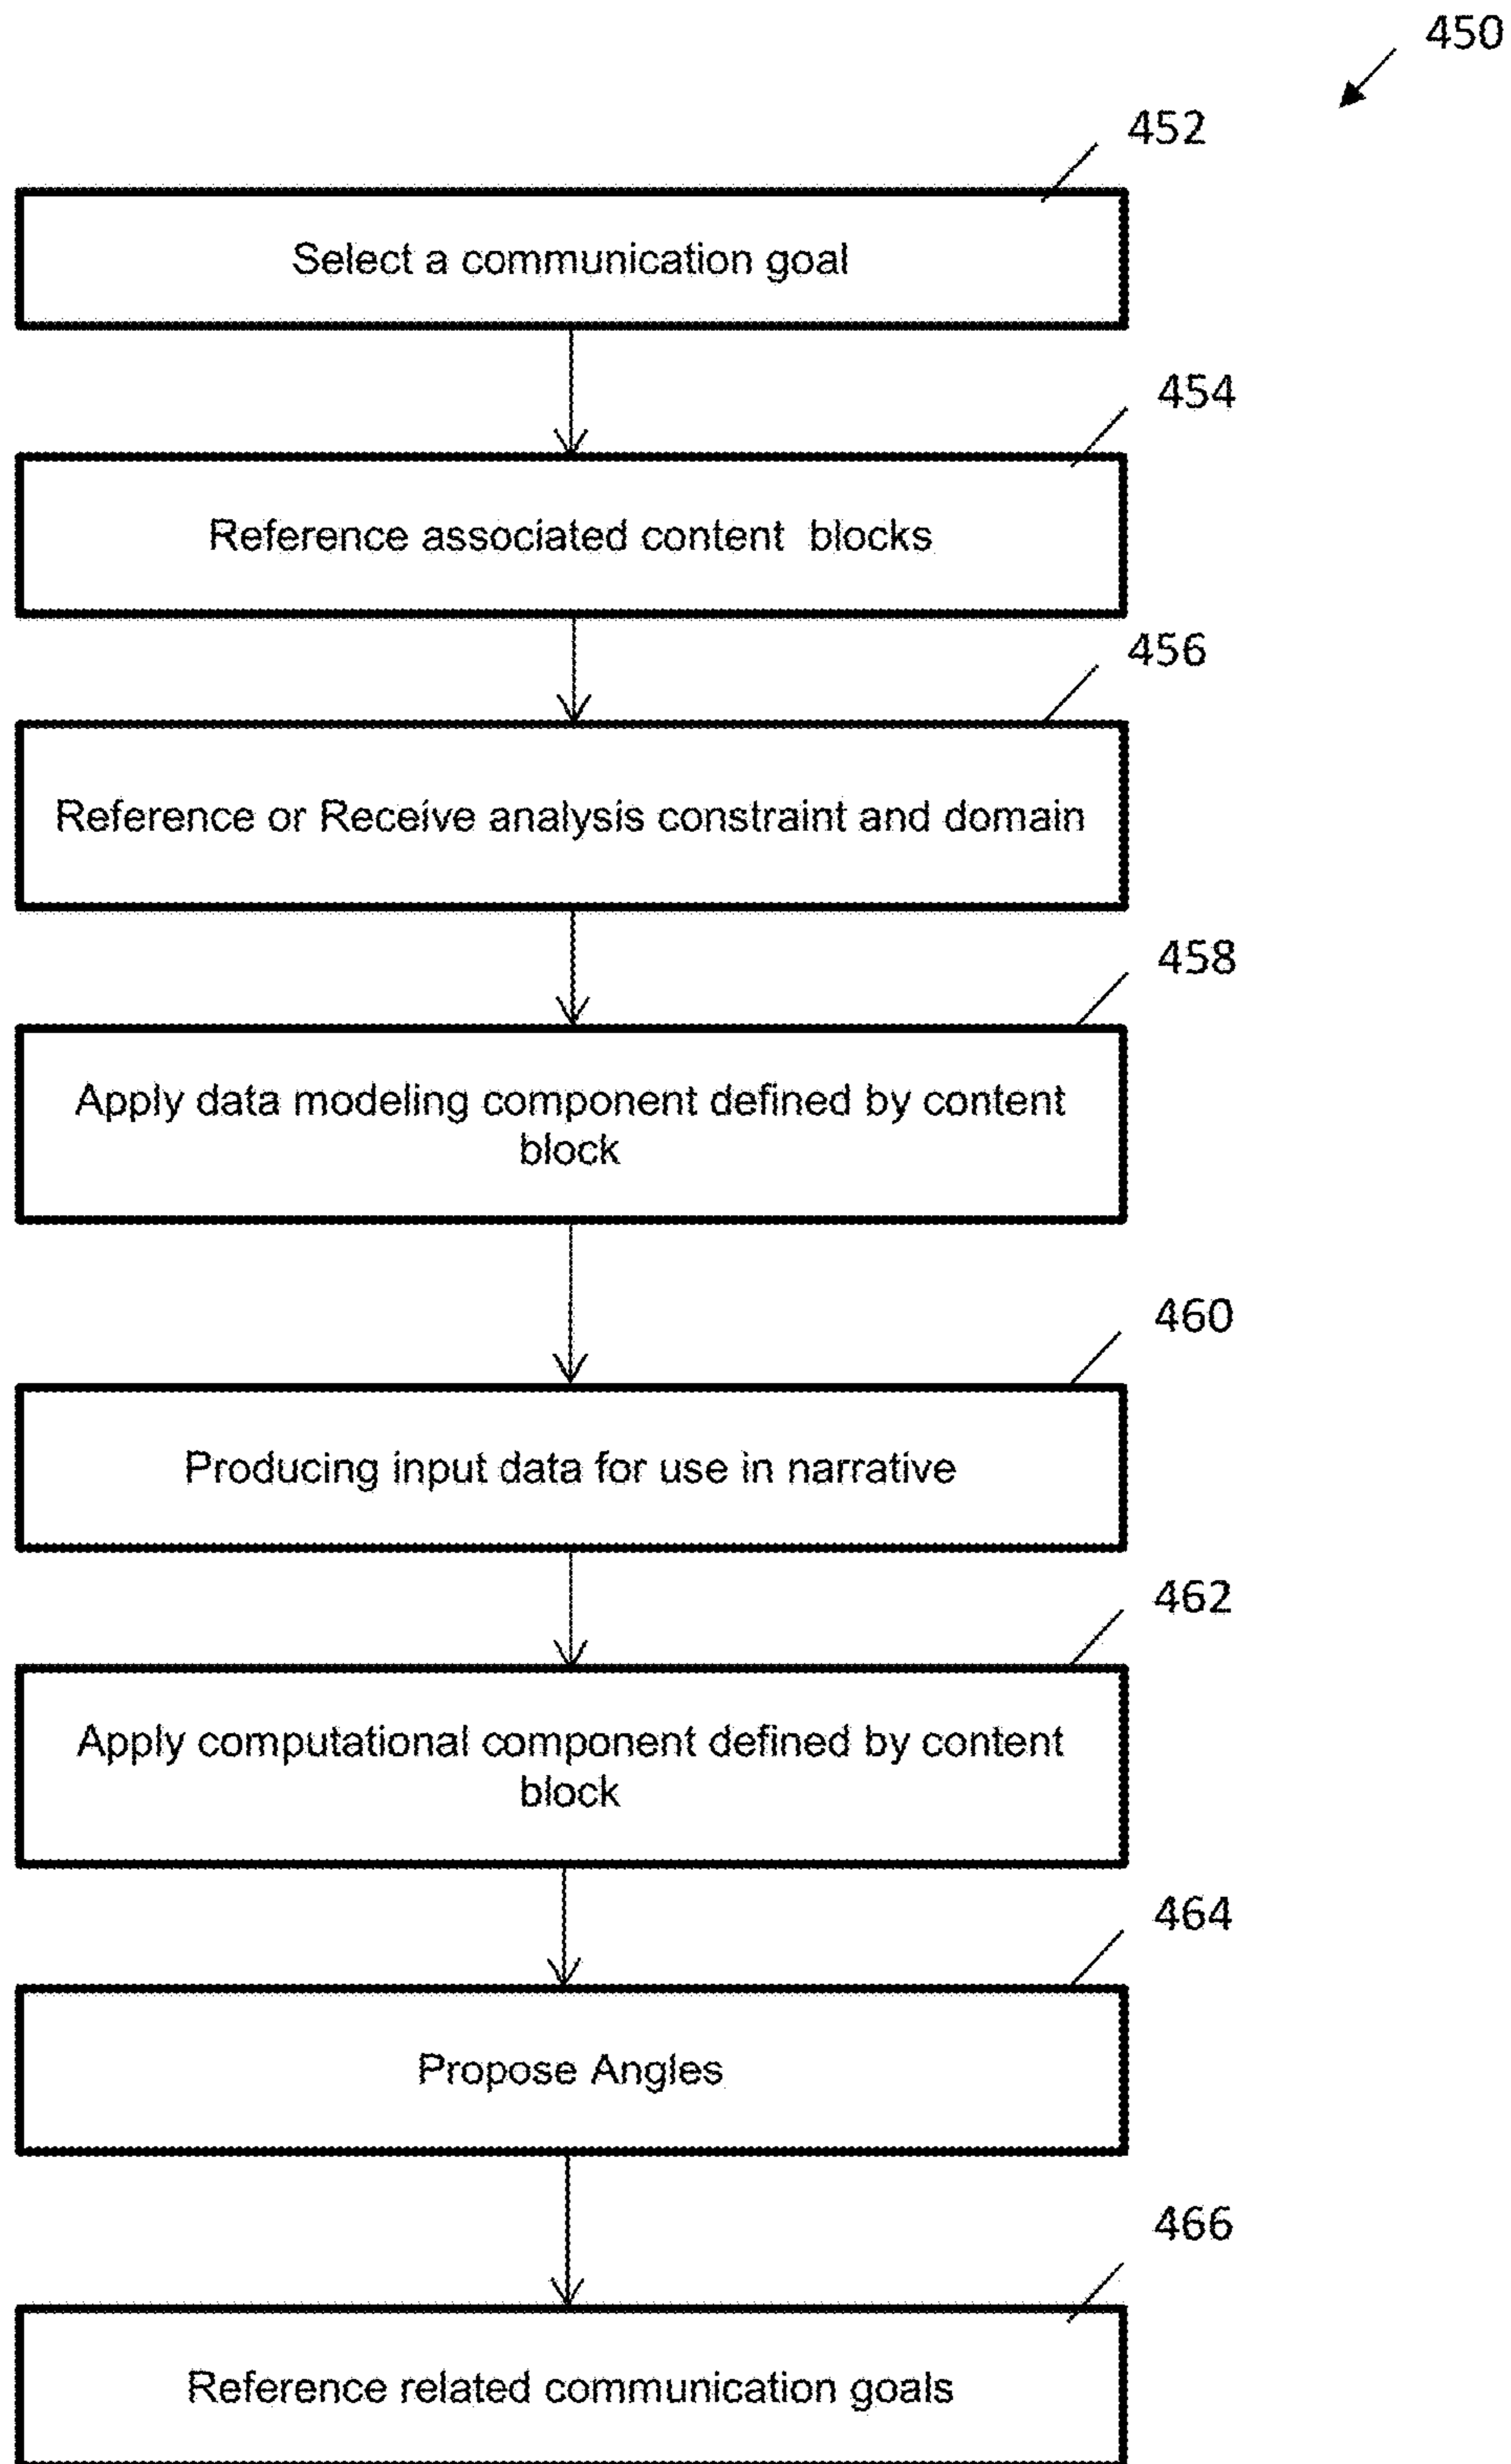 450
452
Select a communication goal
454
Reference associated content blocks
456
Reference or Receive analysis constraint and domain
458
Apply data modeling component defined by content
block
460
Producing input data for use in narrative
462
Apply computational component defined by content
block
464
Propose Angles
466
Reference related communication goals